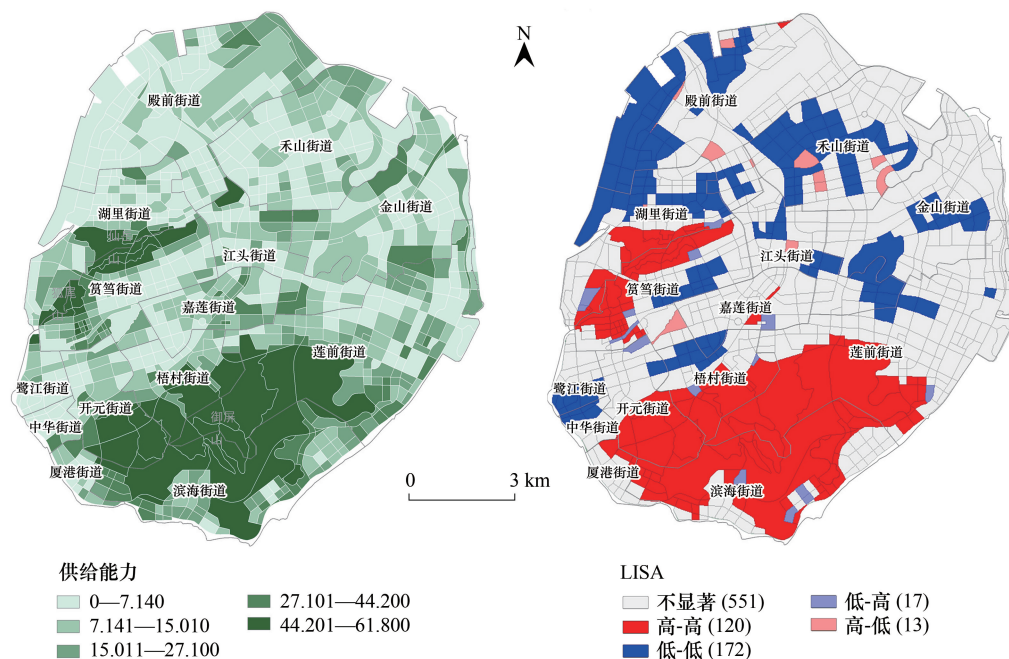 N
殿前街道
禾山街道
金山街道
湖里街道
江头街道
筼筜街道
嘉莲街道
莲前街道
梧村街道
鹭江街道
开元街道
中华街道
厦港街道
滨海街道
0 3 km
供给能力
0—7.140
7.141—15.010
15.011—27.100
27.101—44.200
44.201—61.800
殿前街道
禾山街道
金山街道
湖里街道
江头街道
筼筜街道
嘉莲街道
莲前街道
梧村街道
鹭江街道
开元街道
中华街道
厦港街道
滨海街道
LISA
不显著 (551)
高-高 (120)
低-低 (172)
低-高 (17)
高-低 (13)